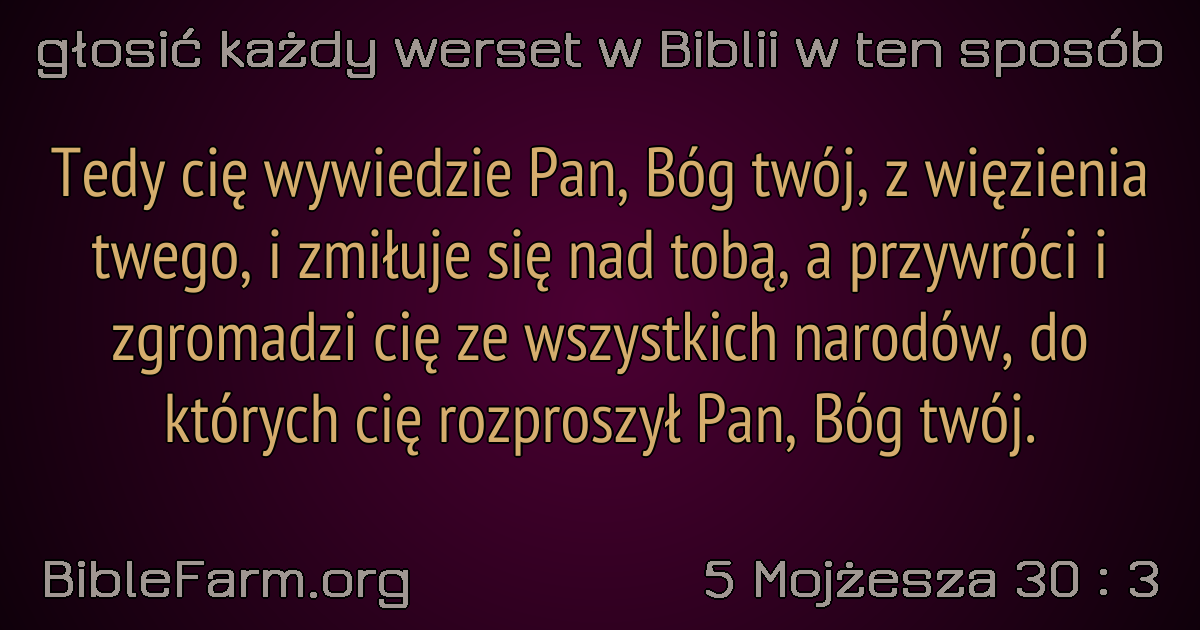 głosić każdy werset w Biblii w ten sposób
Tedy cię wywiedzie Pan, Bóg twój, z więzienia
twego, i zmiłuje się nad tobą, a przywróci i
zgromadzi cię ze wszystkich narodów, do
których cię rozproszył Pan, Bóg twój.
BibleFarm.org
5 Mojżesza 30 : 3